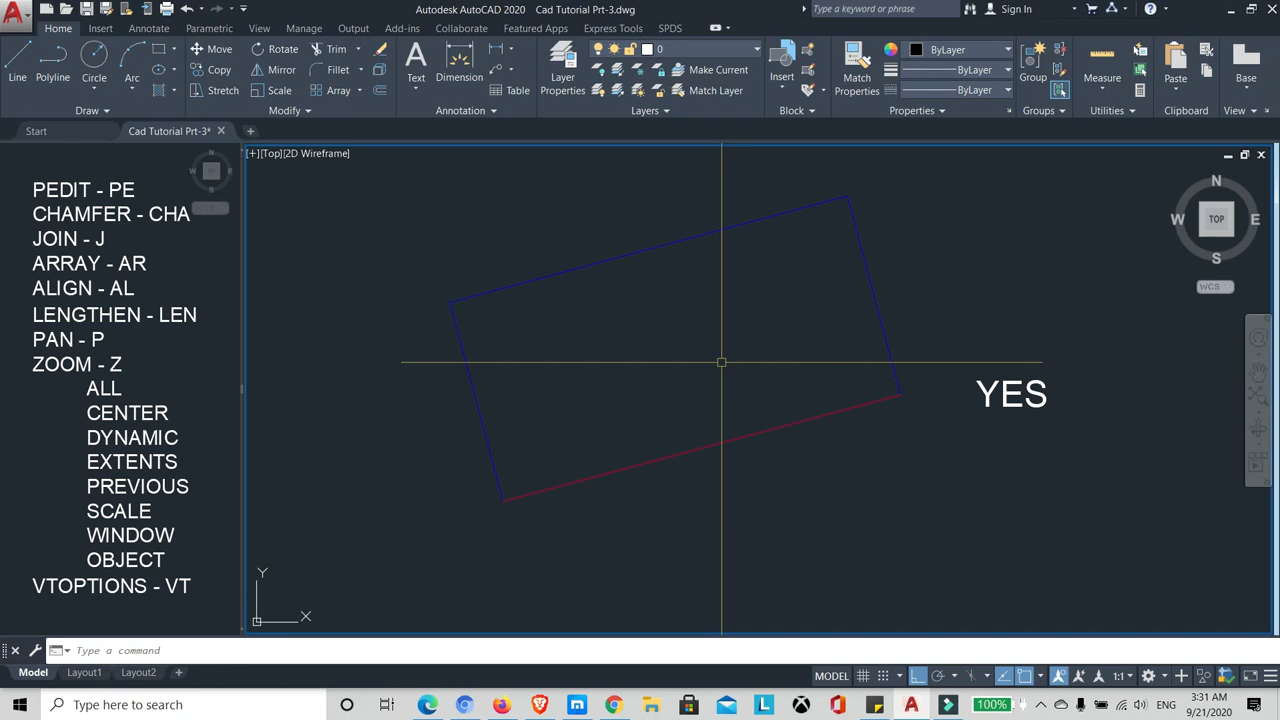 Autodesk AutoCAD 2020 Cad Tutorial Prt-3.dwg
Type a keyword or phrase
Sign In
Home Insert Annotate Parametric View Manage Output Add-ins Collaborate Featured Apps Express Tools SPDS
Line Polyline Circle Arc
Move Rotate Trim
Copy Mirror Fillet
Stretch Scale Array
Text Dimension Table
Layer Properties
0
Make Current
Match Layer
Insert
Match Properties
ByLayer
ByLayer
ByLayer
Group
Measure
Paste
Base
Draw Modify Annotation Layers Block Properties Groups Utilities Clipboard View
Start Cad Tutorial Prt-3*
[+][Top][2D Wireframe]
PEDIT - PE
CHAMFER - CHA
JOIN - J
ARRAY - AR
ALIGN - AL
LENGTHEN - LEN
PAN - P
ZOOM - Z
ALL
CENTER
DYNAMIC
EXTENTS
PREVIOUS
SCALE
WINDOW
OBJECT
VTOPTIONS - VT
N
W E
S
WCS
YES
N
W TOP E
S
WCS
Y
X
Type a command
Model Layout1 Layout2
MODEL
1:1
Type here to search
100%
ENG
3:31 AM
9/21/2020